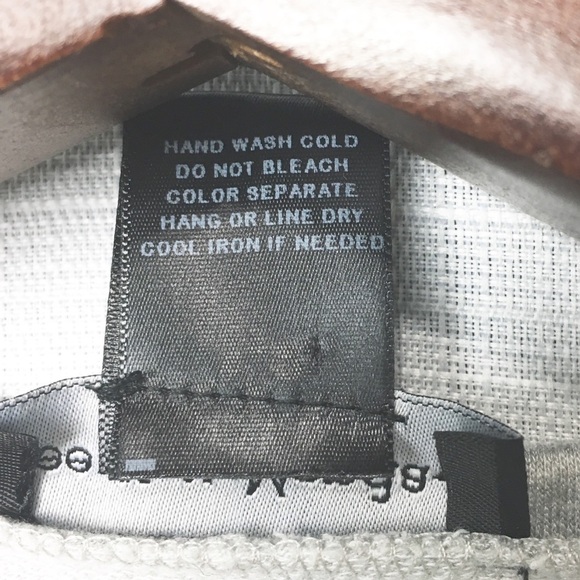 HAND WASH COLD
DO NOT BLEACH
COLOR SEPARATE
HANG OR LINE DRY
COOL IRON IF NEEDED